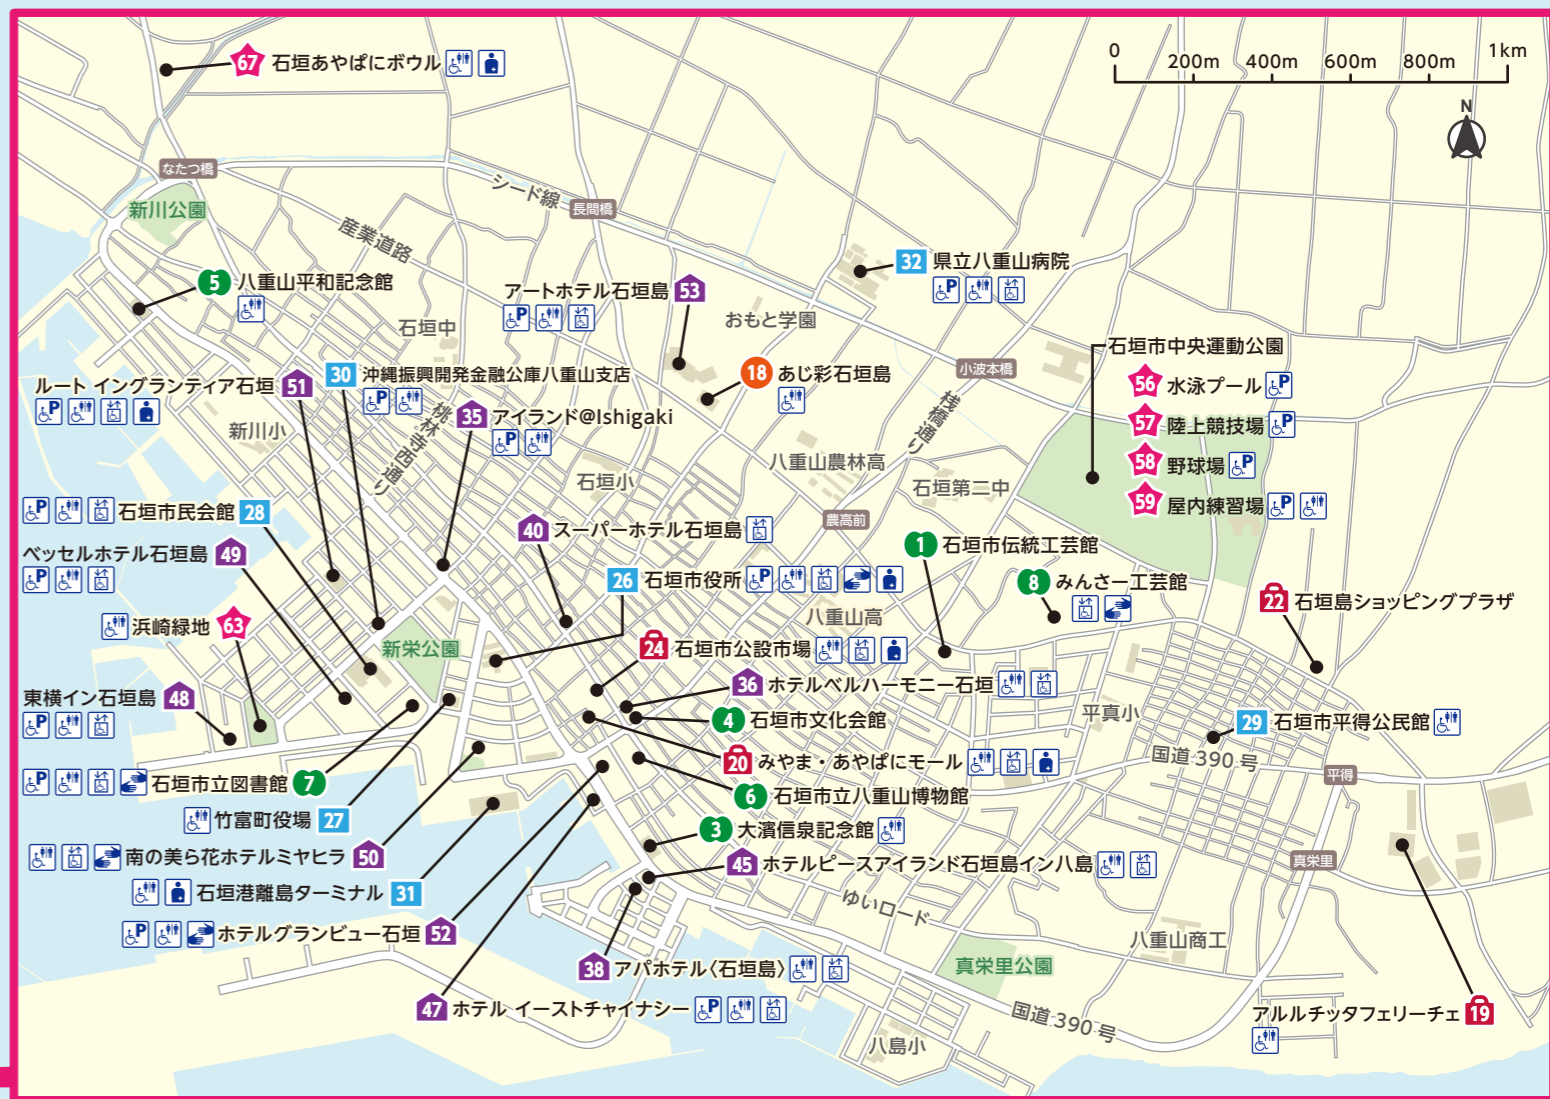 67 石垣あやぱにボウル
0 200m 400m 600m 800m 1km
N
なたつ橋
新川公園
シード線
長間橋
産業道路
5 八重山平和記念館
32 県立八重山病院
P
アートホテル石垣島 53
P
石垣中
おもと学園
石垣市中央運動公園
小波本橋
56 水泳プール P
57 陸上競技場 P
58 野球場 P
59 屋内練習場 P
ルート イングランティア石垣 51
P
30 沖縄振興開発金融公庫八重山支店
P
18 あじ彩石垣島
35 アイランド@Ishigaki
P
桃林寺西通り
桟橋通り
新川小
石垣小
八重山農林高
石垣第二中
農高前
P 石垣市民会館 28
40 スーパーホテル石垣島
ベッセルホテル石垣島 49
P
1 石垣市伝統工芸館
26 石垣市役所 P
8 みんさー工芸館
22 石垣島ショッピングプラザ
浜崎緑地 63
八重山高
新栄公園
24 石垣市公設市場
東横イン石垣島 48
P
36 ホテルベルハーモニー石垣
4 石垣市文化会館
平真小
29 石垣市平得公民館
国道 390 号
20 みやま・あやぱにモール
平得
P 石垣市立図書館 7
6 石垣市立八重山博物館
竹富町役場 27
3 大濱信泉記念館
南の美ら花ホテルミヤヒラ 50
45 ホテルピースアイランド石垣島イン八島
真栄里
石垣港離島ターミナル 31
ゆいロード
P ホテルグランビュー石垣 52
八重山商工
38 アパホテル〈石垣島〉
真栄里公園
47 ホテル イーストチャイナシー P
国道 390 号
アルルチッタフェリーチェ 19
八島小